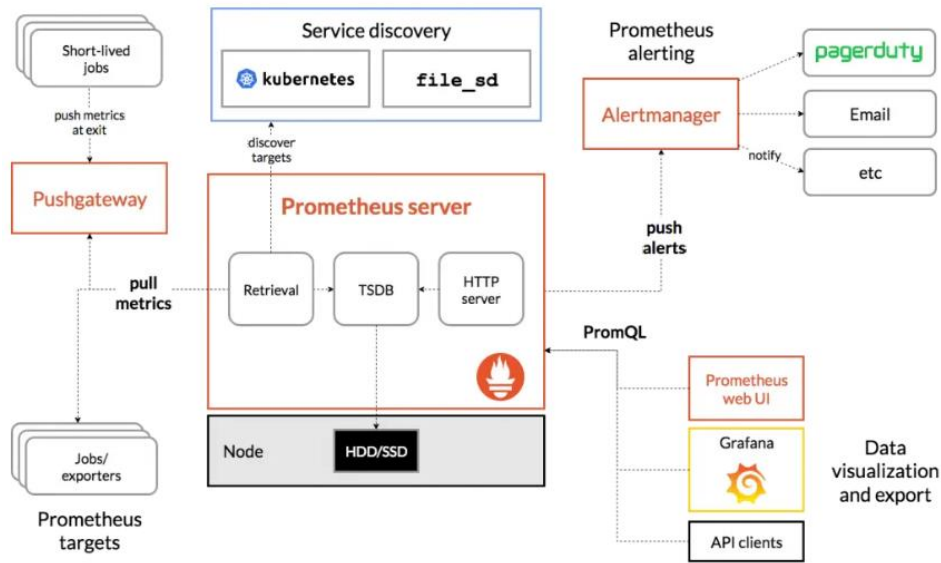 Short-lived
jobs
push metrics
at exit
Pushgateway
Service discovery
kubernetes
file_sd
discover
targets
Prometheus
alerting
Alertmanager
pagerduty
Email
notify
etc
Prometheus server
Retrieval
TSDB
HTTP
server
pull
metrics
push
alerts
PromQL
Node
HDD/SSD
Jobs/
exporters
Prometheus
targets
Prometheus
web UI
Grafana
API clients
Data
visualization
and export